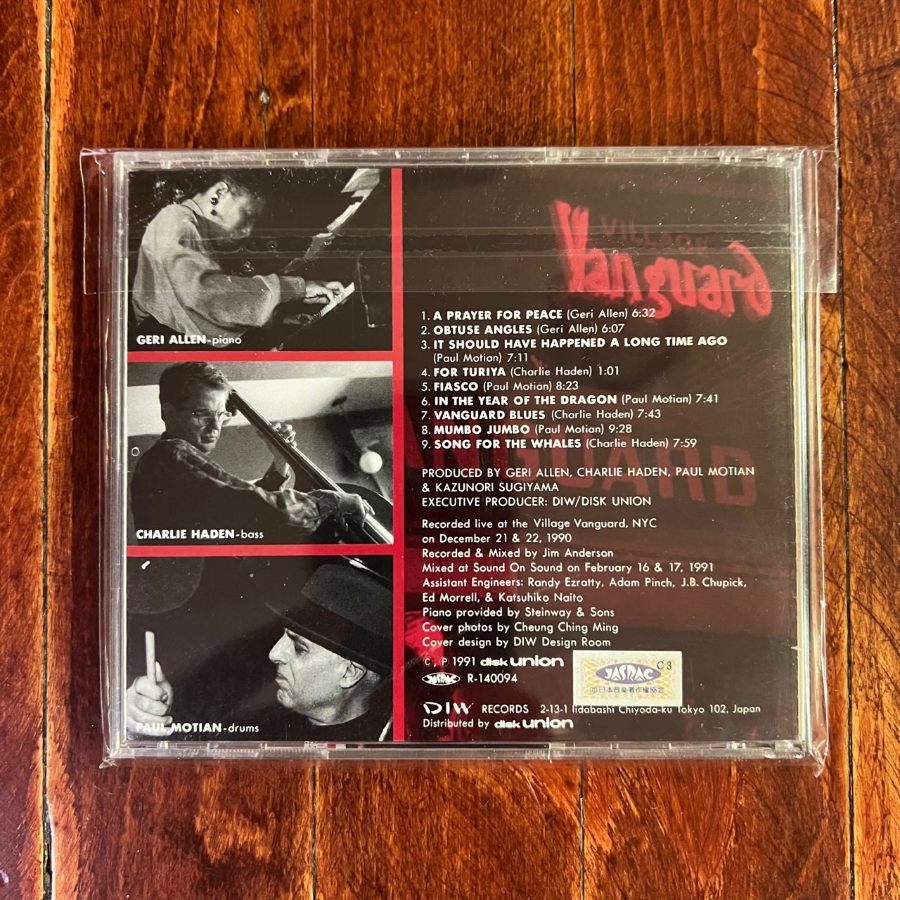 VILLAGE
Vanguard
GERI ALLEN-piano
CHARLIE HADEN-bass
PAUL MOTIAN-drums
1. A PRAYER FOR PEACE (Geri Allen) 6:32
2. OBTUSE ANGLES (Geri Allen) 6:07
3. IT SHOULD HAVE HAPPENED A LONG TIME AGO
(Paul Motian) 7:11
4. FOR TURIYA (Charlie Haden) 1:01
5. FIASCO (Paul Motian) 8:23
6. IN THE YEAR OF THE DRAGON (Paul Motian) 7:41
7. VANGUARD BLUES (Charlie Haden) 7:43
8. MUMBO JUMBO (Paul Motian) 9:28
9. SONG FOR THE WHALES (Charlie Haden) 7:59
PRODUCED BY GERI ALLEN, CHARLIE HADEN, PAUL MOTIAN
& KAZUNORI SUGIYAMA
EXECUTIVE PRODUCER: DIW/DISK UNION
Recorded live at the Village Vanguard, NYC
on December 21 & 22, 1990
Recorded & Mixed by Jim Anderson
Mixed at Sound On Sound on February 16 & 17, 1991
Assistant Engineers: Randy Ezratty, Adam Pinch, J.B. Chupick,
Ed Morrell, & Katsuhiko Naito
Piano provided by Steinway & Sons
Cover photos by Cheung Ching Ming
Cover design by DIW Design Room
©, ℗ 1991 disk union
JASRAC R-140094
C3
JASRAC
DIW RECORDS 2-13-1 Iidabashi Chiyoda-ku Tokyo 102, Japan
Distributed by disk union